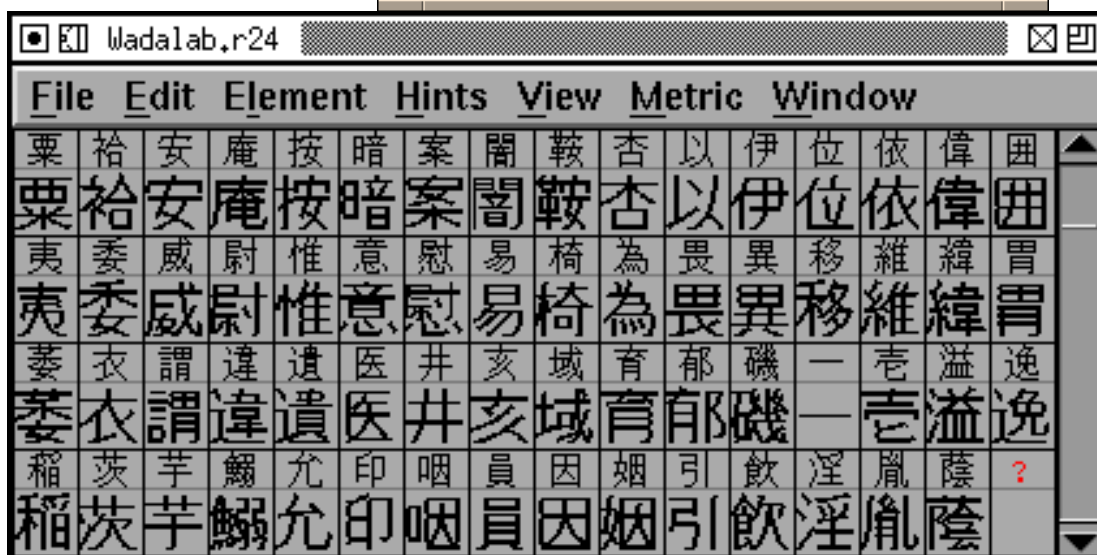 Wadalab.r24
File Edit Element Hints View Metric Window
粟 袷 安 庵 按 暗 案 闇 鞍 杏 以 伊 位 依 偉 囲
粟 袷 安 庵 按 暗 案 闇 鞍 杏 以 伊 位 依 偉 囲
夷 委 威 尉 惟 意 慰 易 椅 為 畏 異 移 維 緯 胃
夷 委 威 尉 惟 意 慰 易 椅 為 畏 異 移 維 緯 胃
萎 衣 謂 違 遺 医 井 亥 域 育 郁 磯 一 壱 溢 逸
萎 衣 謂 違 遺 医 井 亥 域 育 郁 磯 一 壱 溢 逸
稲 茨 芋 鰯 允 印 咽 員 因 姻 引 飲 淫 胤 蔭 ?
稲 茨 芋 鰯 允 印 咽 員 因 姻 引 飲 淫 胤 蔭